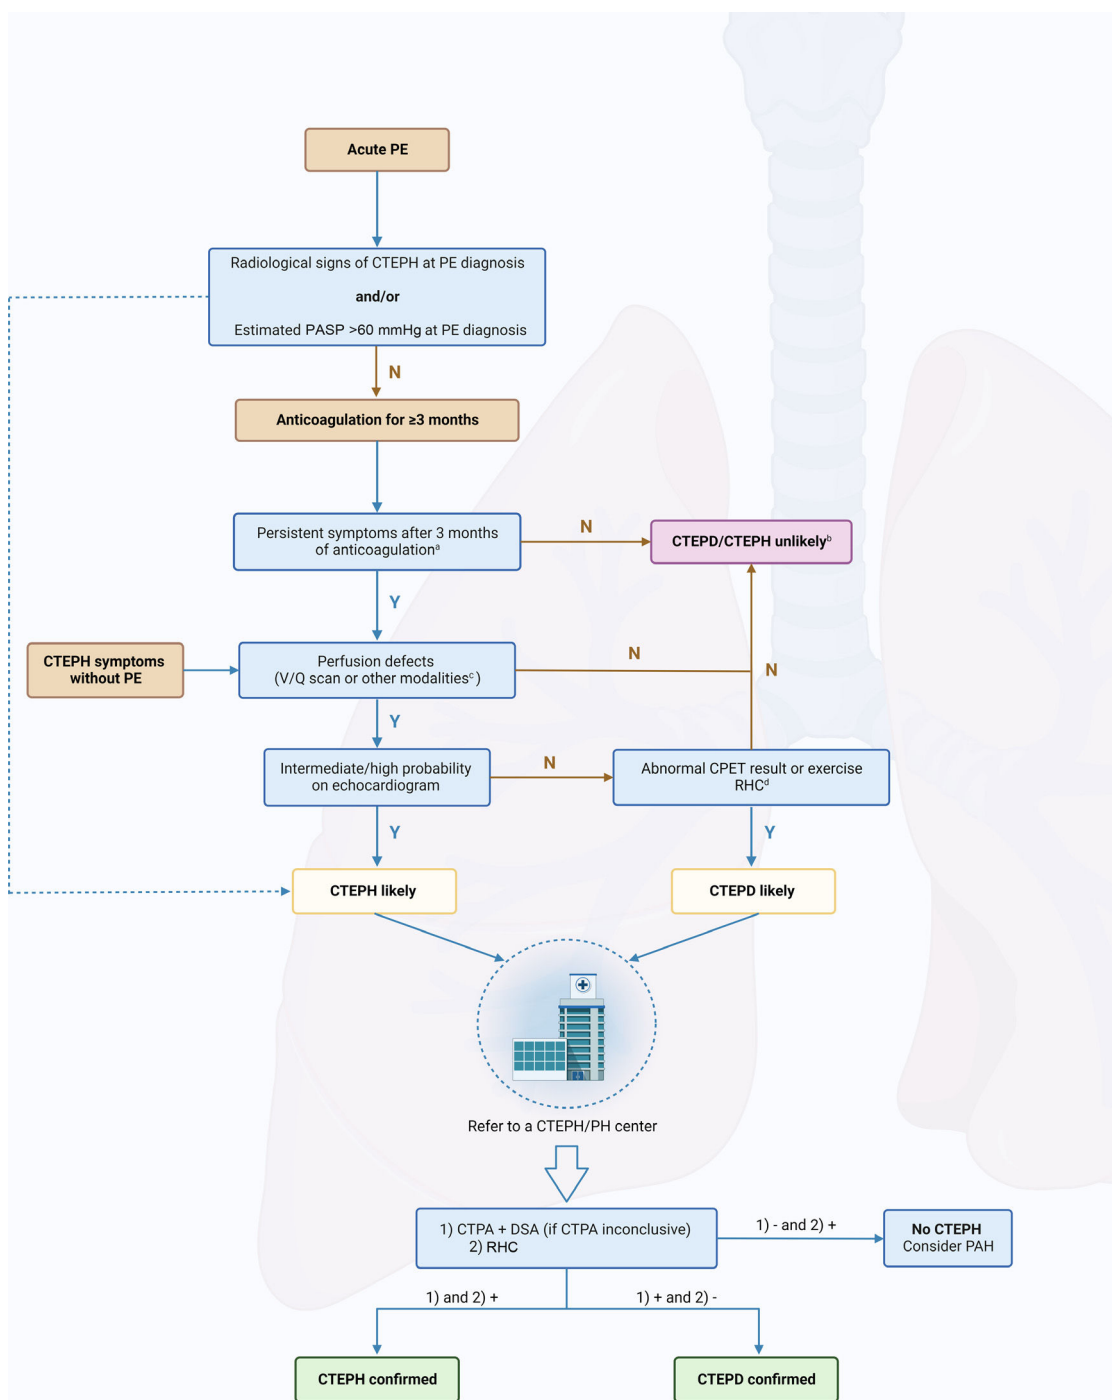 Acute PE
Radiological signs of CTEPH at PE diagnosis
and/or
Estimated PASP >60 mmHg at PE diagnosis
N
Anticoagulation for ≥3 months
Persistent symptoms after 3 months
of anticoagulationᵃ
N
CTEPD/CTEPH unlikelyᵇ
Y
CTEPH symptoms
without PE
Perfusion defects
(V/Q scan or other modalitiesᶜ)
N
N
Y
Intermediate/high probability
on echocardiogram
N
Abnormal CPET result or exercise
RHCᵈ
Y
Y
CTEPH likely
CTEPD likely
Refer to a CTEPH/PH center
1) CTPA + DSA (if CTPA inconclusive)
2) RHC
1) - and 2) +
No CTEPH
Consider PAH
1) and 2) +
1) + and 2) -
CTEPH confirmed
CTEPD confirmed